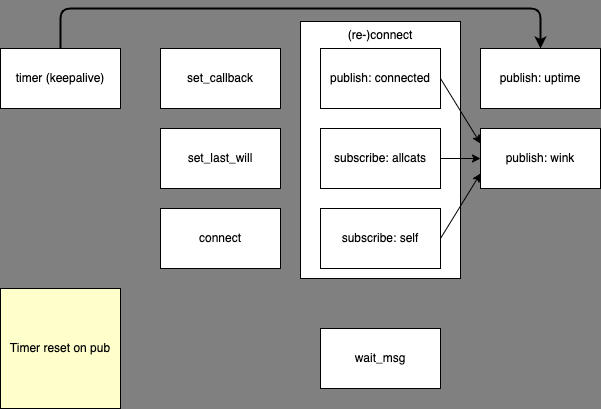 (re-)connect
timer (keepalive)
set_callback
publish: connected
publish: uptime
set_last_will
subscribe: allcats
publish: wink
connect
subscribe: self
Timer reset on pub
wait_msg